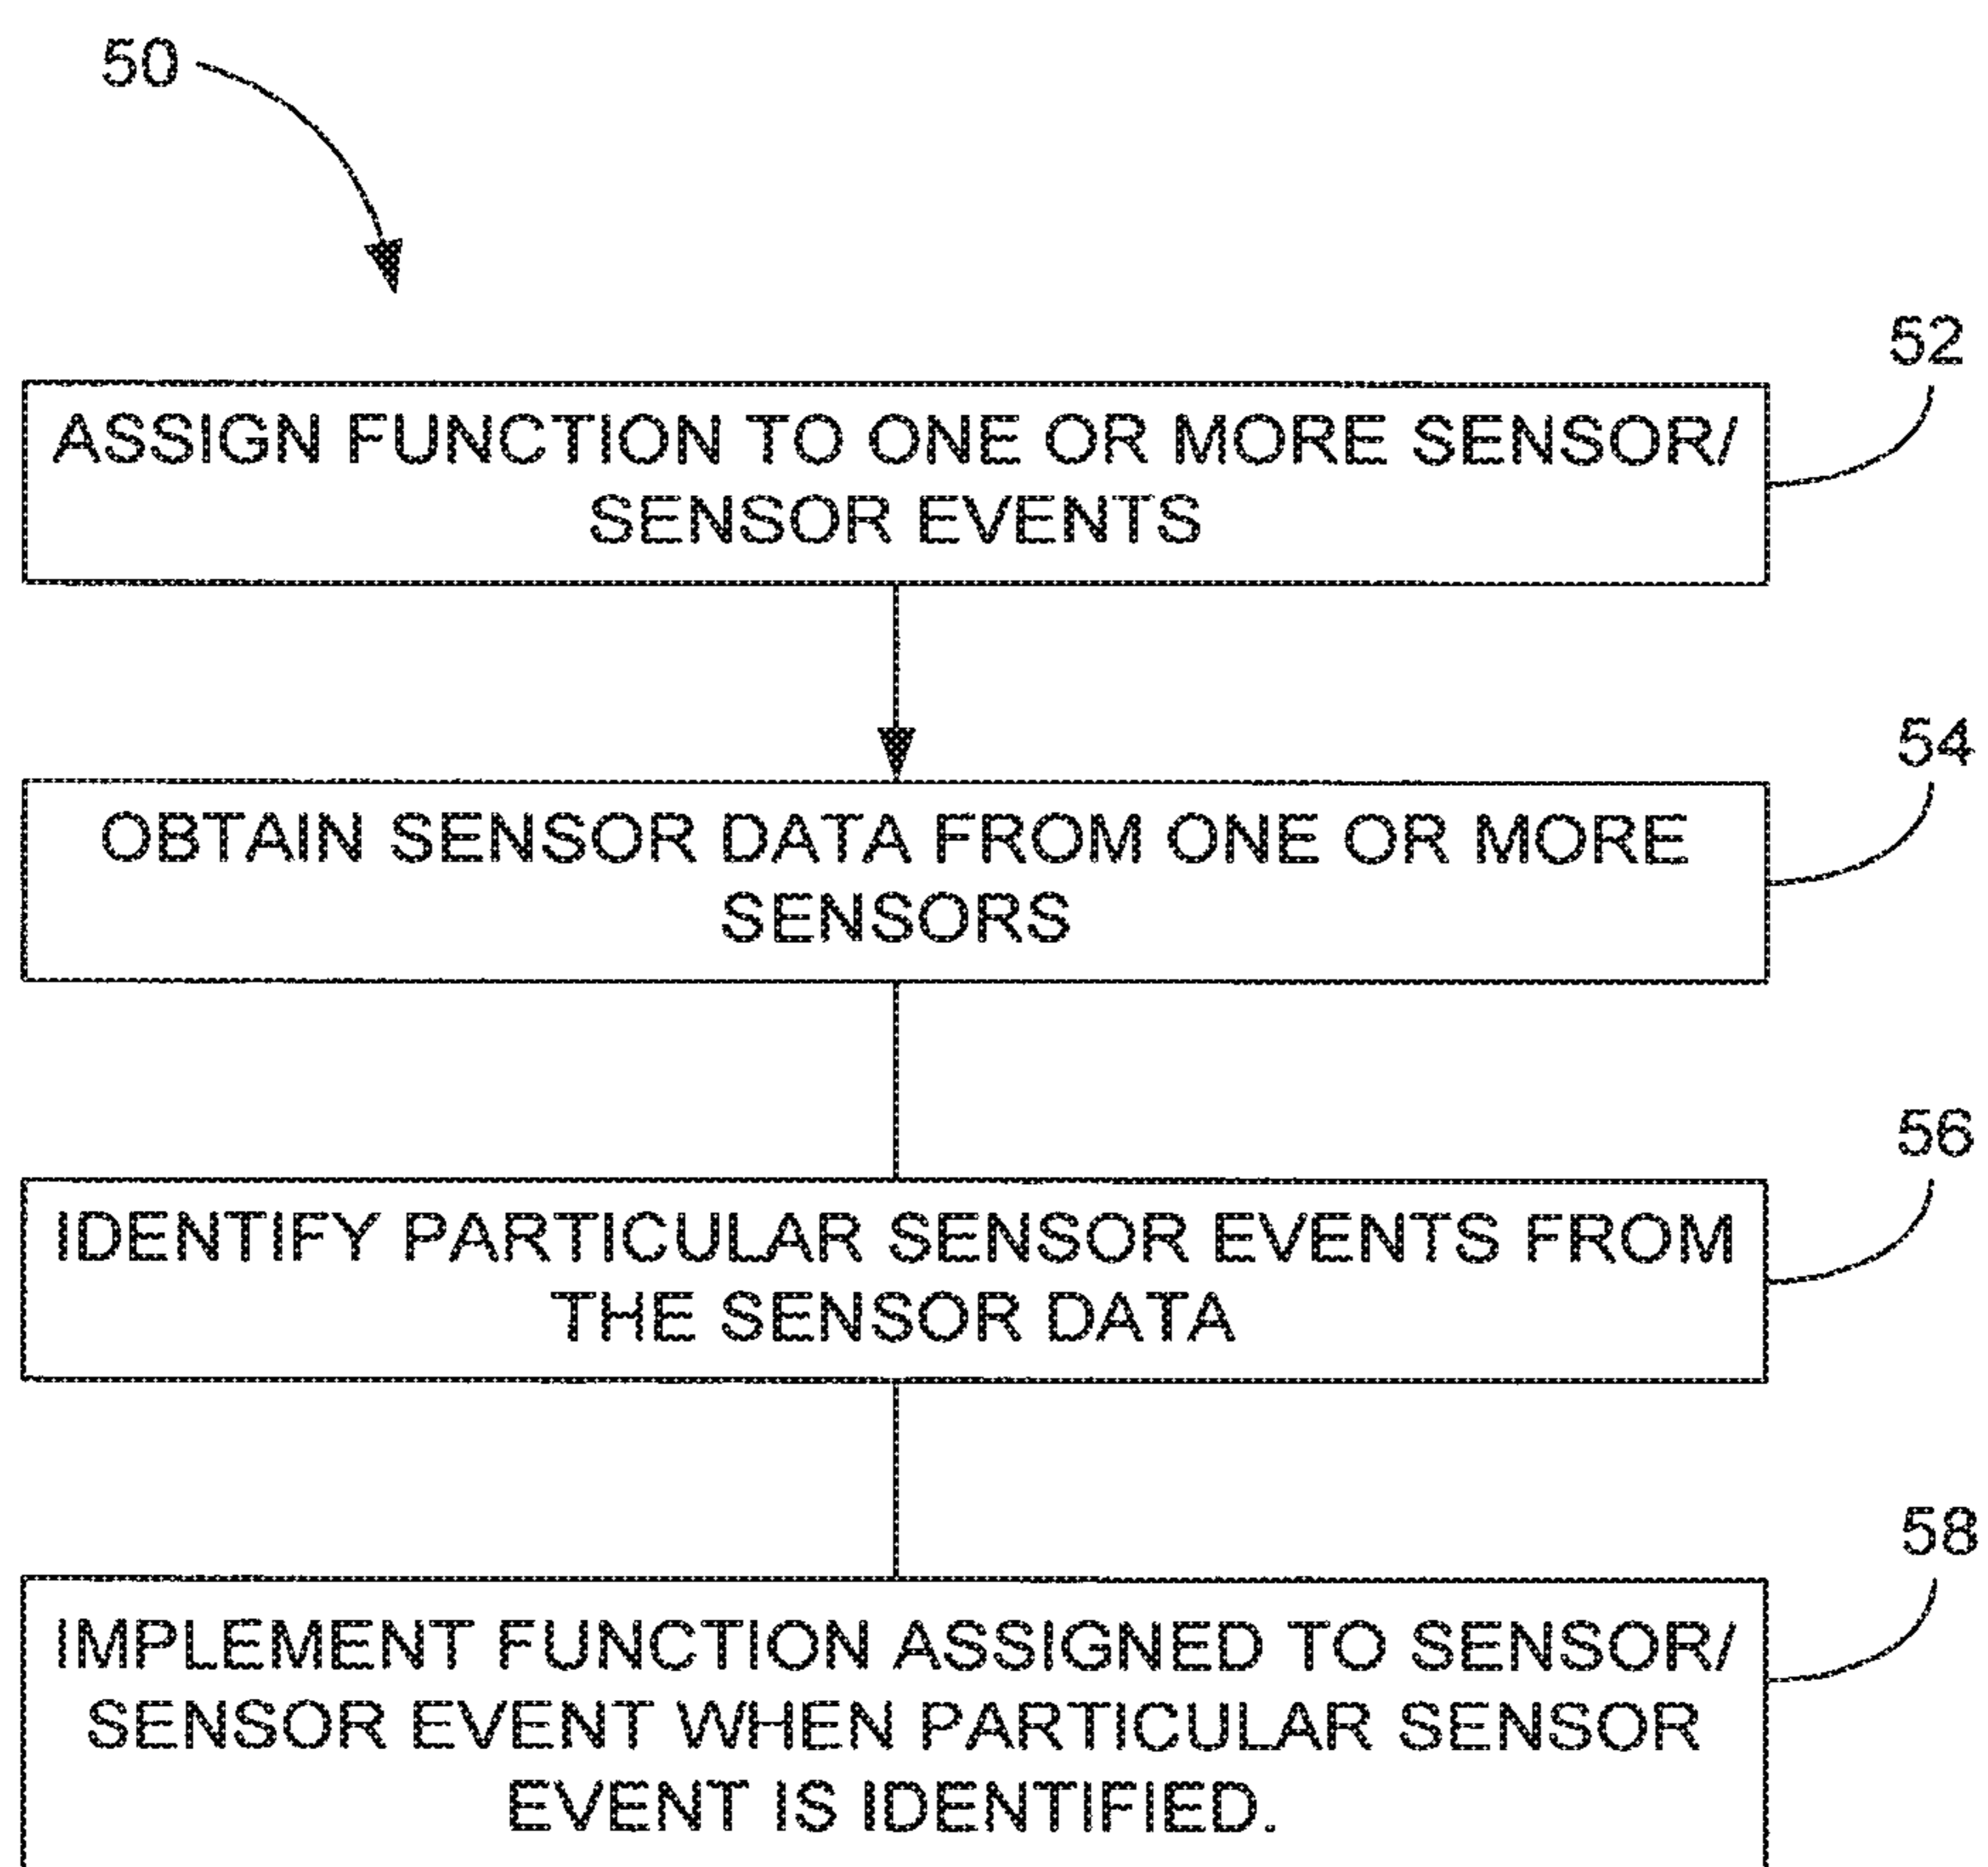 50
52
ASSIGN FUNCTION TO ONE OR MORE SENSOR/
SENSOR EVENTS
54
OBTAIN SENSOR DATA FROM ONE OR MORE
SENSORS
56
IDENTIFY PARTICULAR SENSOR EVENTS FROM
THE SENSOR DATA
58
IMPLEMENT FUNCTION ASSIGNED TO SENSOR/
SENSOR EVENT WHEN PARTICULAR SENSOR
EVENT IS IDENTIFIED.